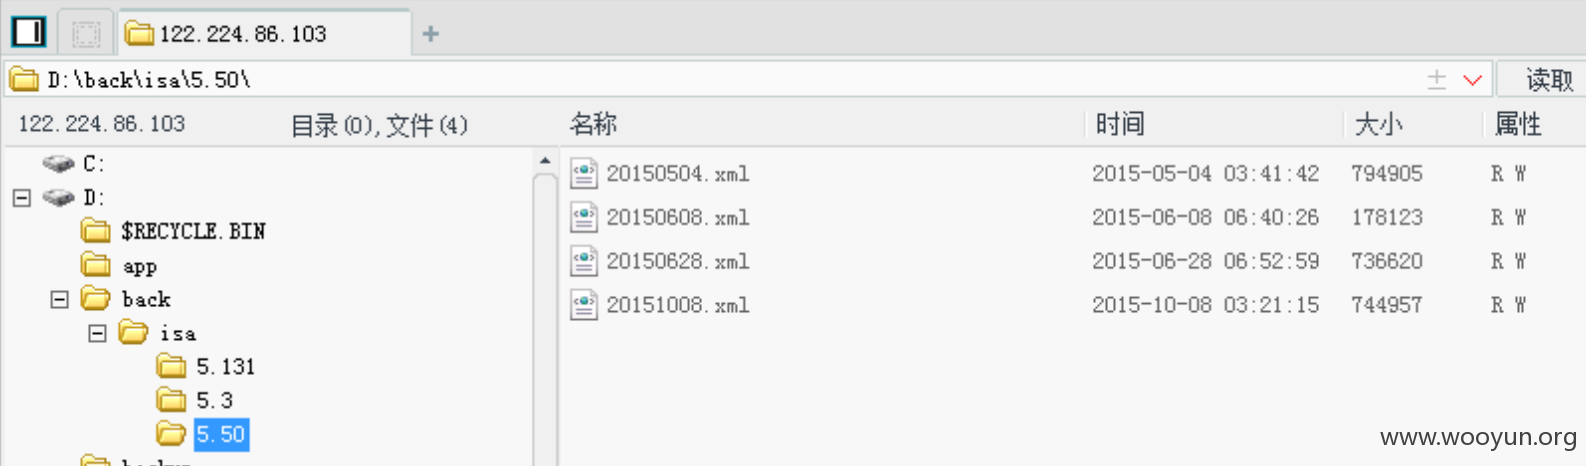 122.224.86.103
D:\back\isa\5.50\
读取
122.224.86.103 目录(0),文件(4) 名称 时间 大小 属性
C:
20150504.xml 2015-05-04 03:41:42 794905 R W
D:
$RECYCLE.BIN
20150608.xml 2015-06-08 06:40:26 178123 R W
app
20150628.xml 2015-06-28 06:52:59 736620 R W
back
20151008.xml 2015-10-08 03:21:15 744957 R W
isa
5.131
5.3
5.50
www.wooyun.org